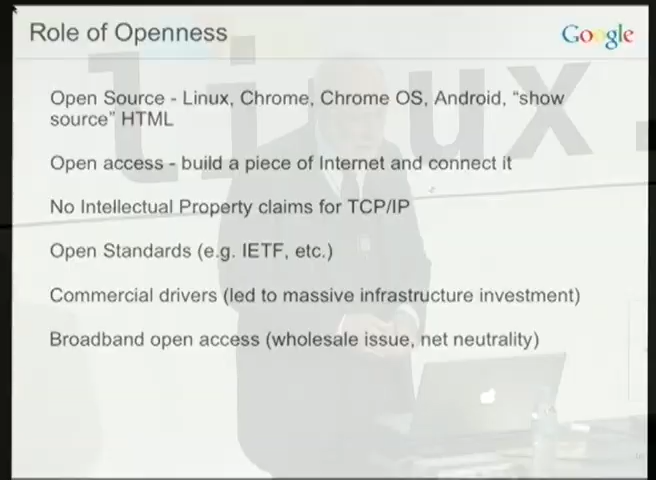 Role of Openness
Google
linux.
Open Source - Linux, Chrome, Chrome OS, Android, “show
source” HTML
Open access - build a piece of Internet and connect it
No Intellectual Property claims for TCP/IP
Open Standards (e.g. IETF, etc.)
Commercial drivers (led to massive infrastructure investment)
Broadband open access (wholesale issue, net neutrality)